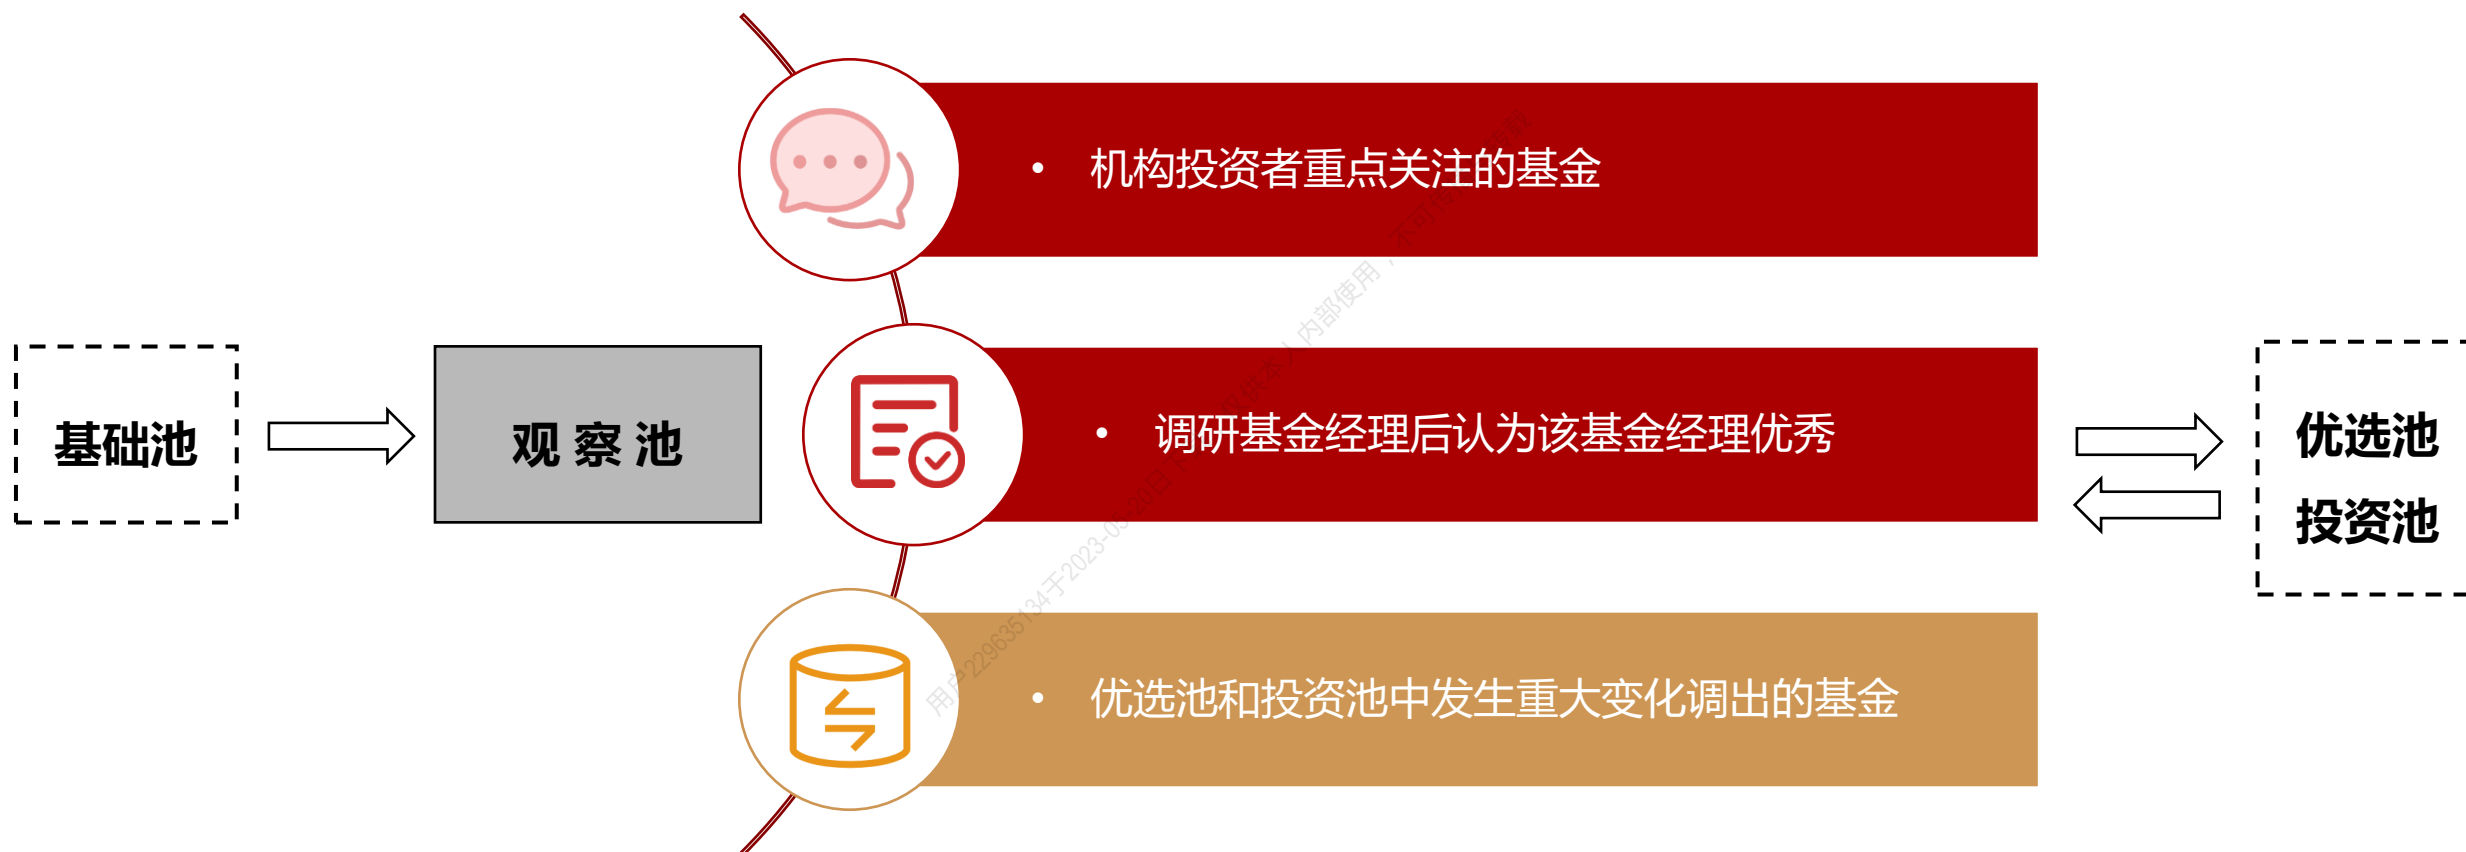 机构投资者重点关注的基金
基础池
观察池
调研基金经理后认为该基金经理优秀
优选池
投资池
优选池和投资池中发生重大变化调出的基金